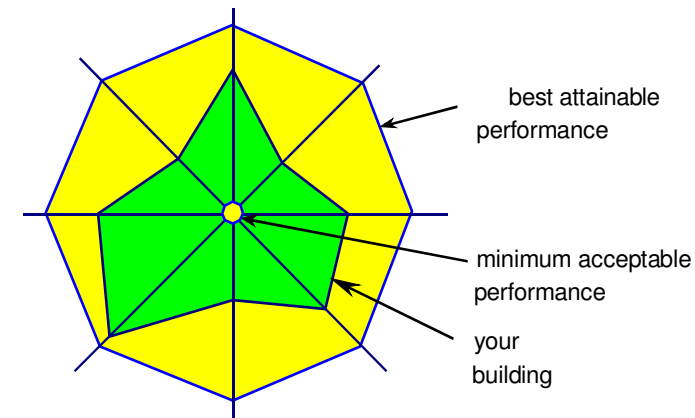 best attainable
performance
minimum acceptable
performance
your
building